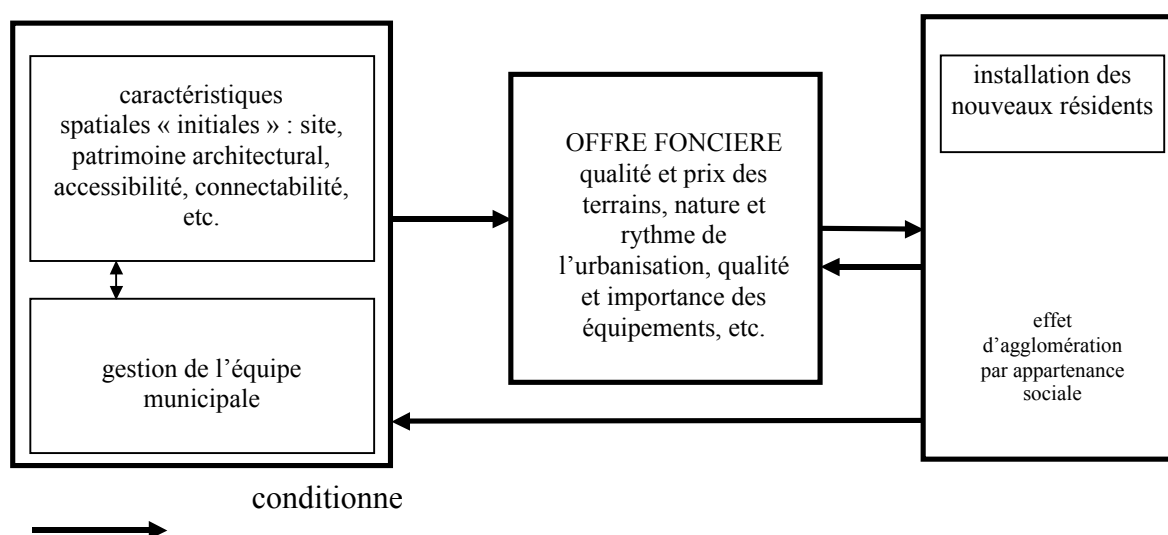 caractéristiques
spatiales « initiales » : site,
patrimoine architectural,
accessibilité, connectabilité,
etc.
gestion de l’équipe
municipale
OFFRE FONCIERE
qualité et prix des
terrains, nature et
rythme de
l’urbanisation, qualité
et importance des
équipements, etc.
installation des
nouveaux résidents
effet
d’agglomération
par appartenance
sociale
conditionne